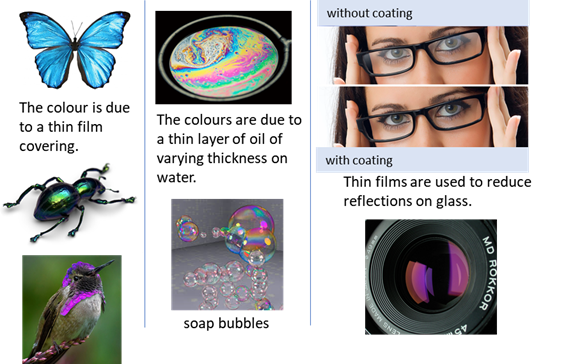 The colour is due
to a thin film
covering.
The colours are due to
a thin layer of oil of
varying thickness on
water.
soap bubbles
without coating
with coating
Thin films are used to reduce
reflections on glass.
MD ROKKOR
45m